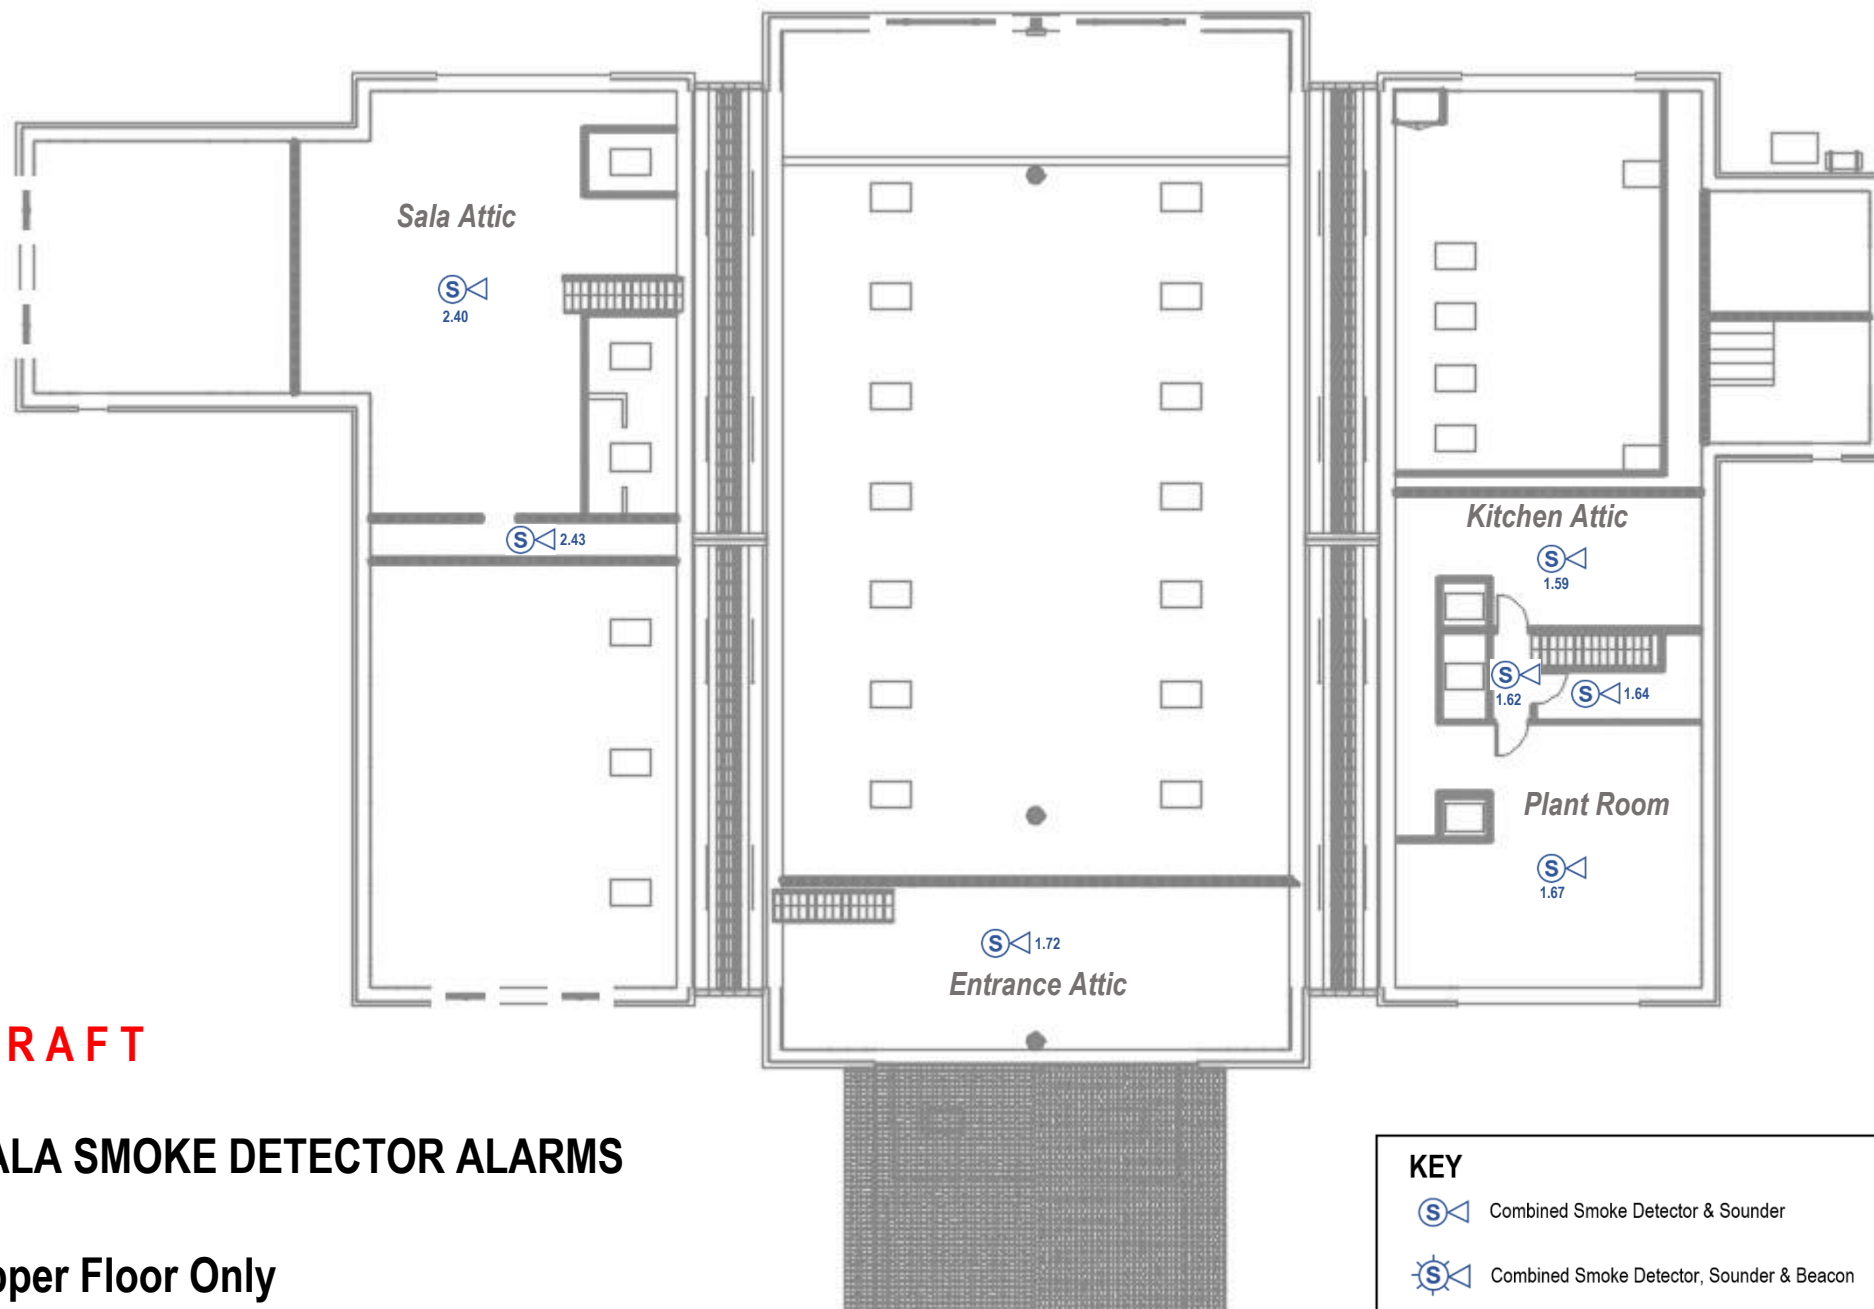 Sala Attic
S
2.40
S 2.43
Kitchen Attic
S
1.59
S
1.62
S 1.64
Plant Room
S
1.67
S 1.72
Entrance Attic
R A F T
ALA SMOKE DETECTOR ALARMS
pper Floor Only
KEY
S Combined Smoke Detector & Sounder
S Combined Smoke Detector, Sounder & Beacon